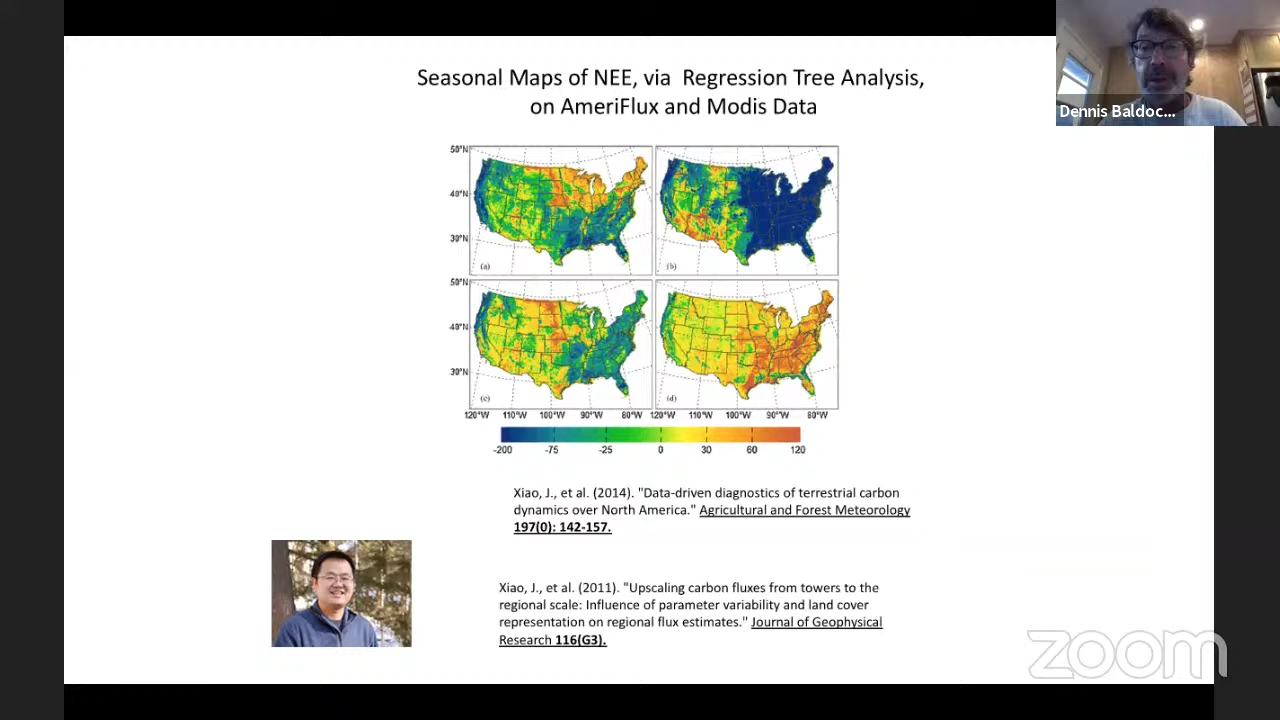 Seasonal Maps of NEE, via Regression Tree Analysis,
on AmeriFlux and Modis Data
Dennis Baldoc...
50°N
40°N
30°N
(a)
(b)
50°N
40°N
30°N
(c)
(d)
120°W 110°W 100°W 90°W 80°W 120°W 110°W 100°W 90°W 80°W
-200 -75 -25 0 30 60 120
Xiao, J., et al. (2014). "Data-driven diagnostics of terrestrial carbon
dynamics over North America." Agricultural and Forest Meteorology
197(0): 142-157.
Xiao, J., et al. (2011). "Upscaling carbon fluxes from towers to the
regional scale: Influence of parameter variability and land cover
representation on regional flux estimates." Journal of Geophysical
Research 116(G3).
zoom